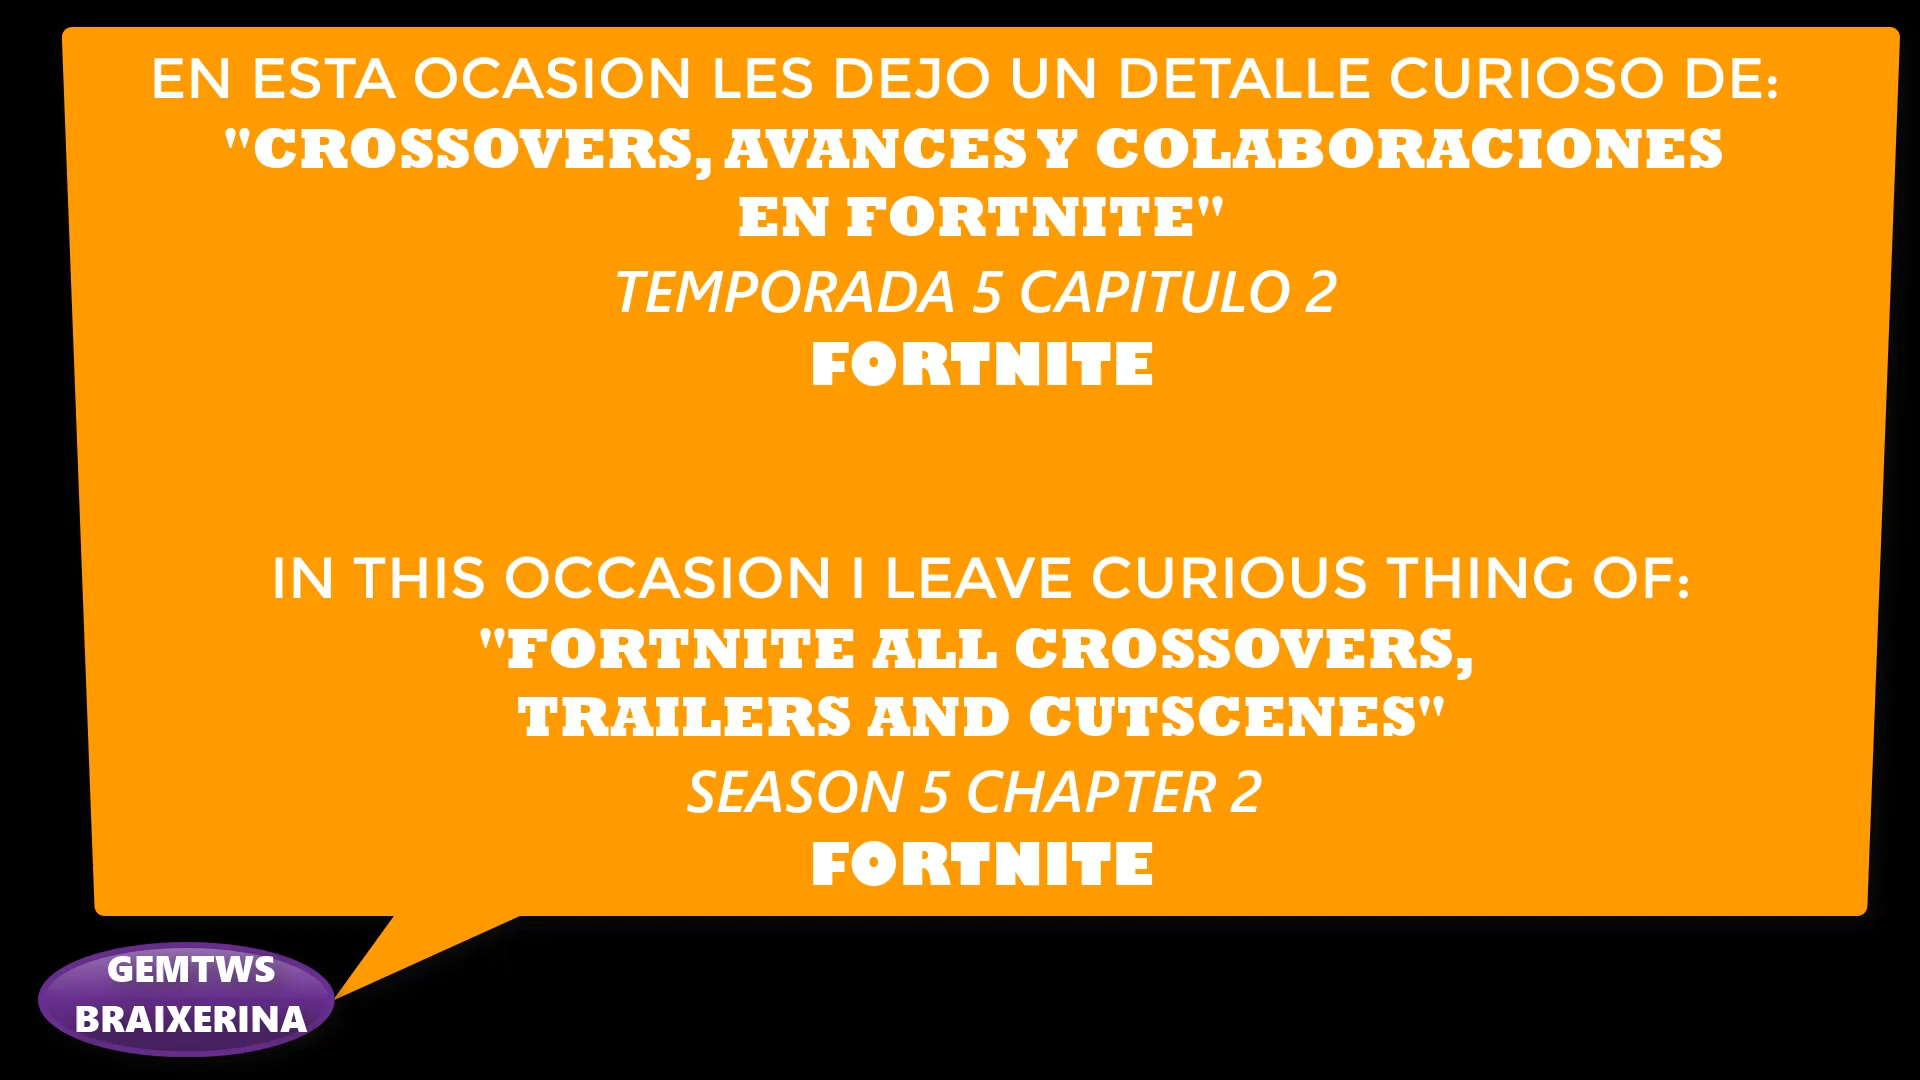 EN ESTA OCASION LES DEJO UN DETALLE CURIOSO DE:
"CROSSOVERS, AVANCES Y COLABORACIONES
EN FORTNITE"
TEMPORADA 5 CAPITULO 2
FORTNITE
IN THIS OCCASION I LEAVE CURIOUS THING OF:
"FORTNITE ALL CROSSOVERS,
TRAILERS AND CUTSCENES"
SEASON 5 CHAPTER 2
FORTNITE
GEMTWS
BRAIXERINA